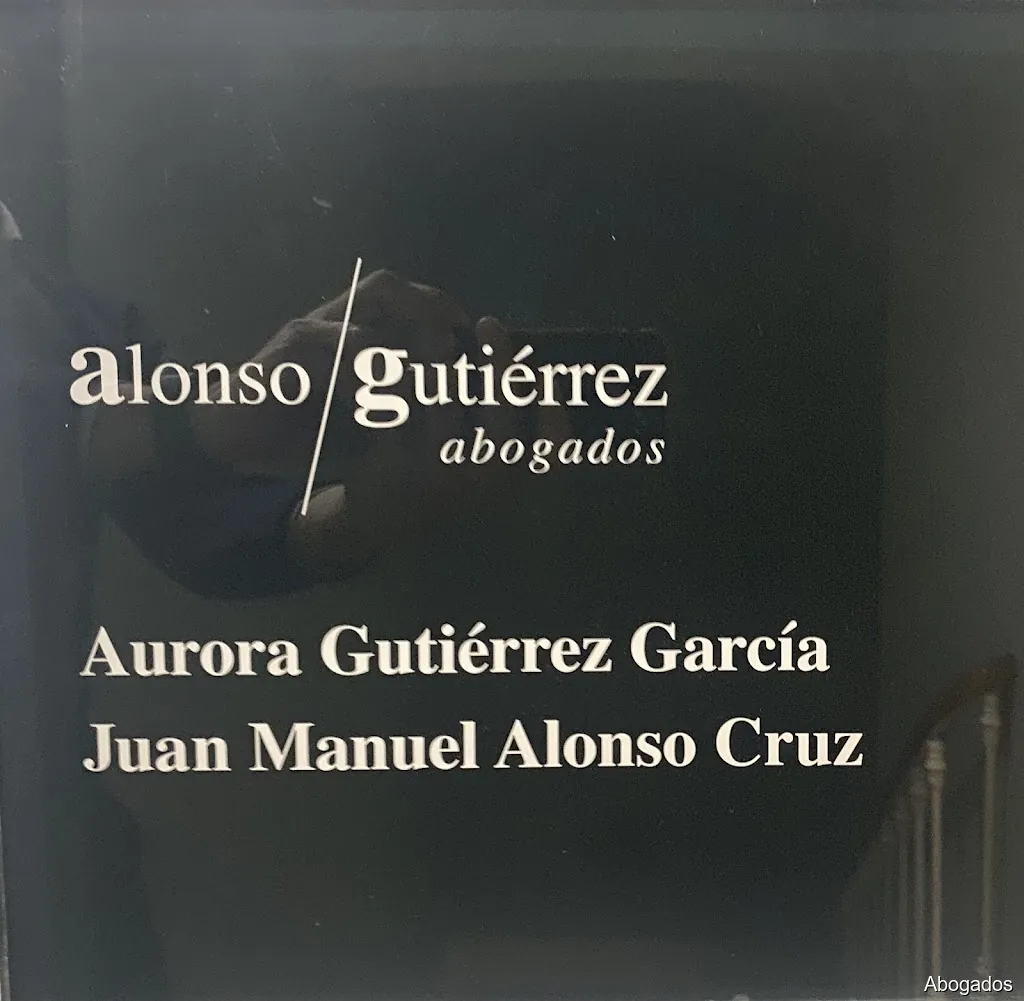 alonso/gutiérrez
abogados
Aurora Gutiérrez García
Juan Manuel Alonso Cruz
Abogados